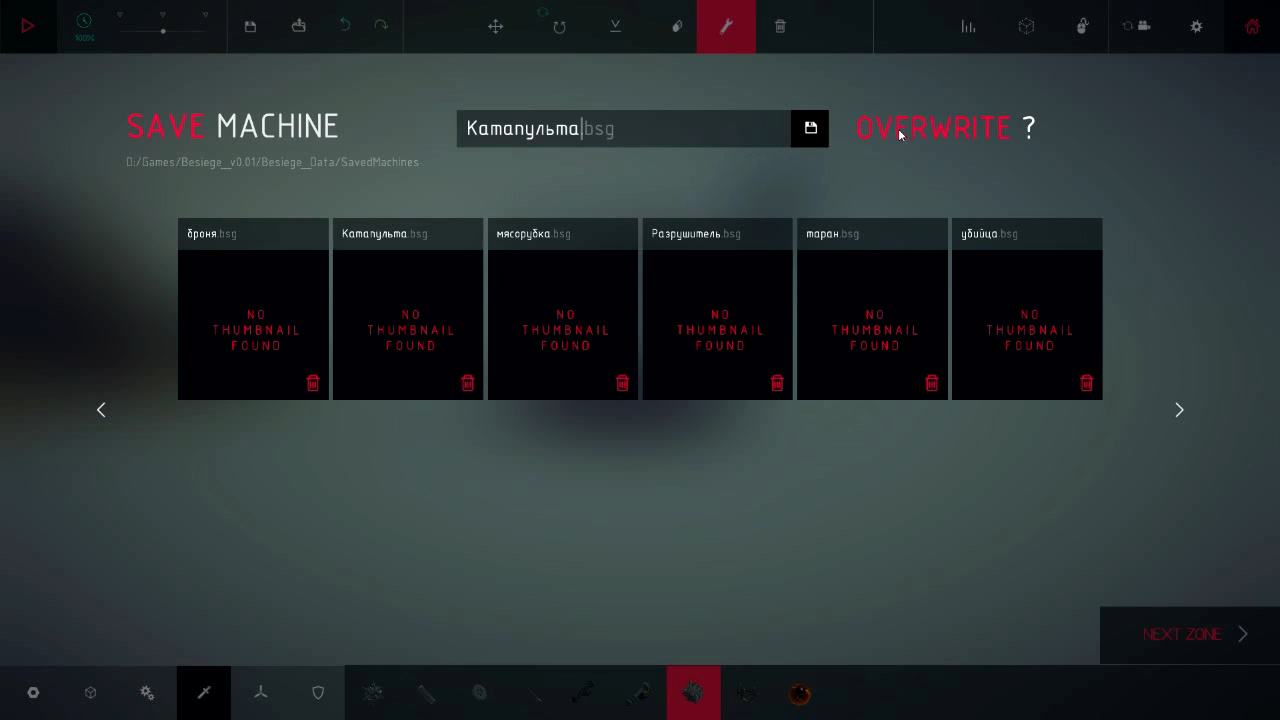 100%
SAVE MACHINE
Катапульта.bsg
OVERWRITE ?
D:/Games/Besiege_v0.01/Besiege_Data/SavedMachines
броня.bsg
Катапульта.bsg
мясорубка.bsg
Разрушитель.bsg
таран.bsg
убийца.bsg
NO
THUMBNAIL
FOUND
NO
THUMBNAIL
FOUND
NO
THUMBNAIL
FOUND
NO
THUMBNAIL
FOUND
NO
THUMBNAIL
FOUND
NO
THUMBNAIL
FOUND
NEXT ZONE